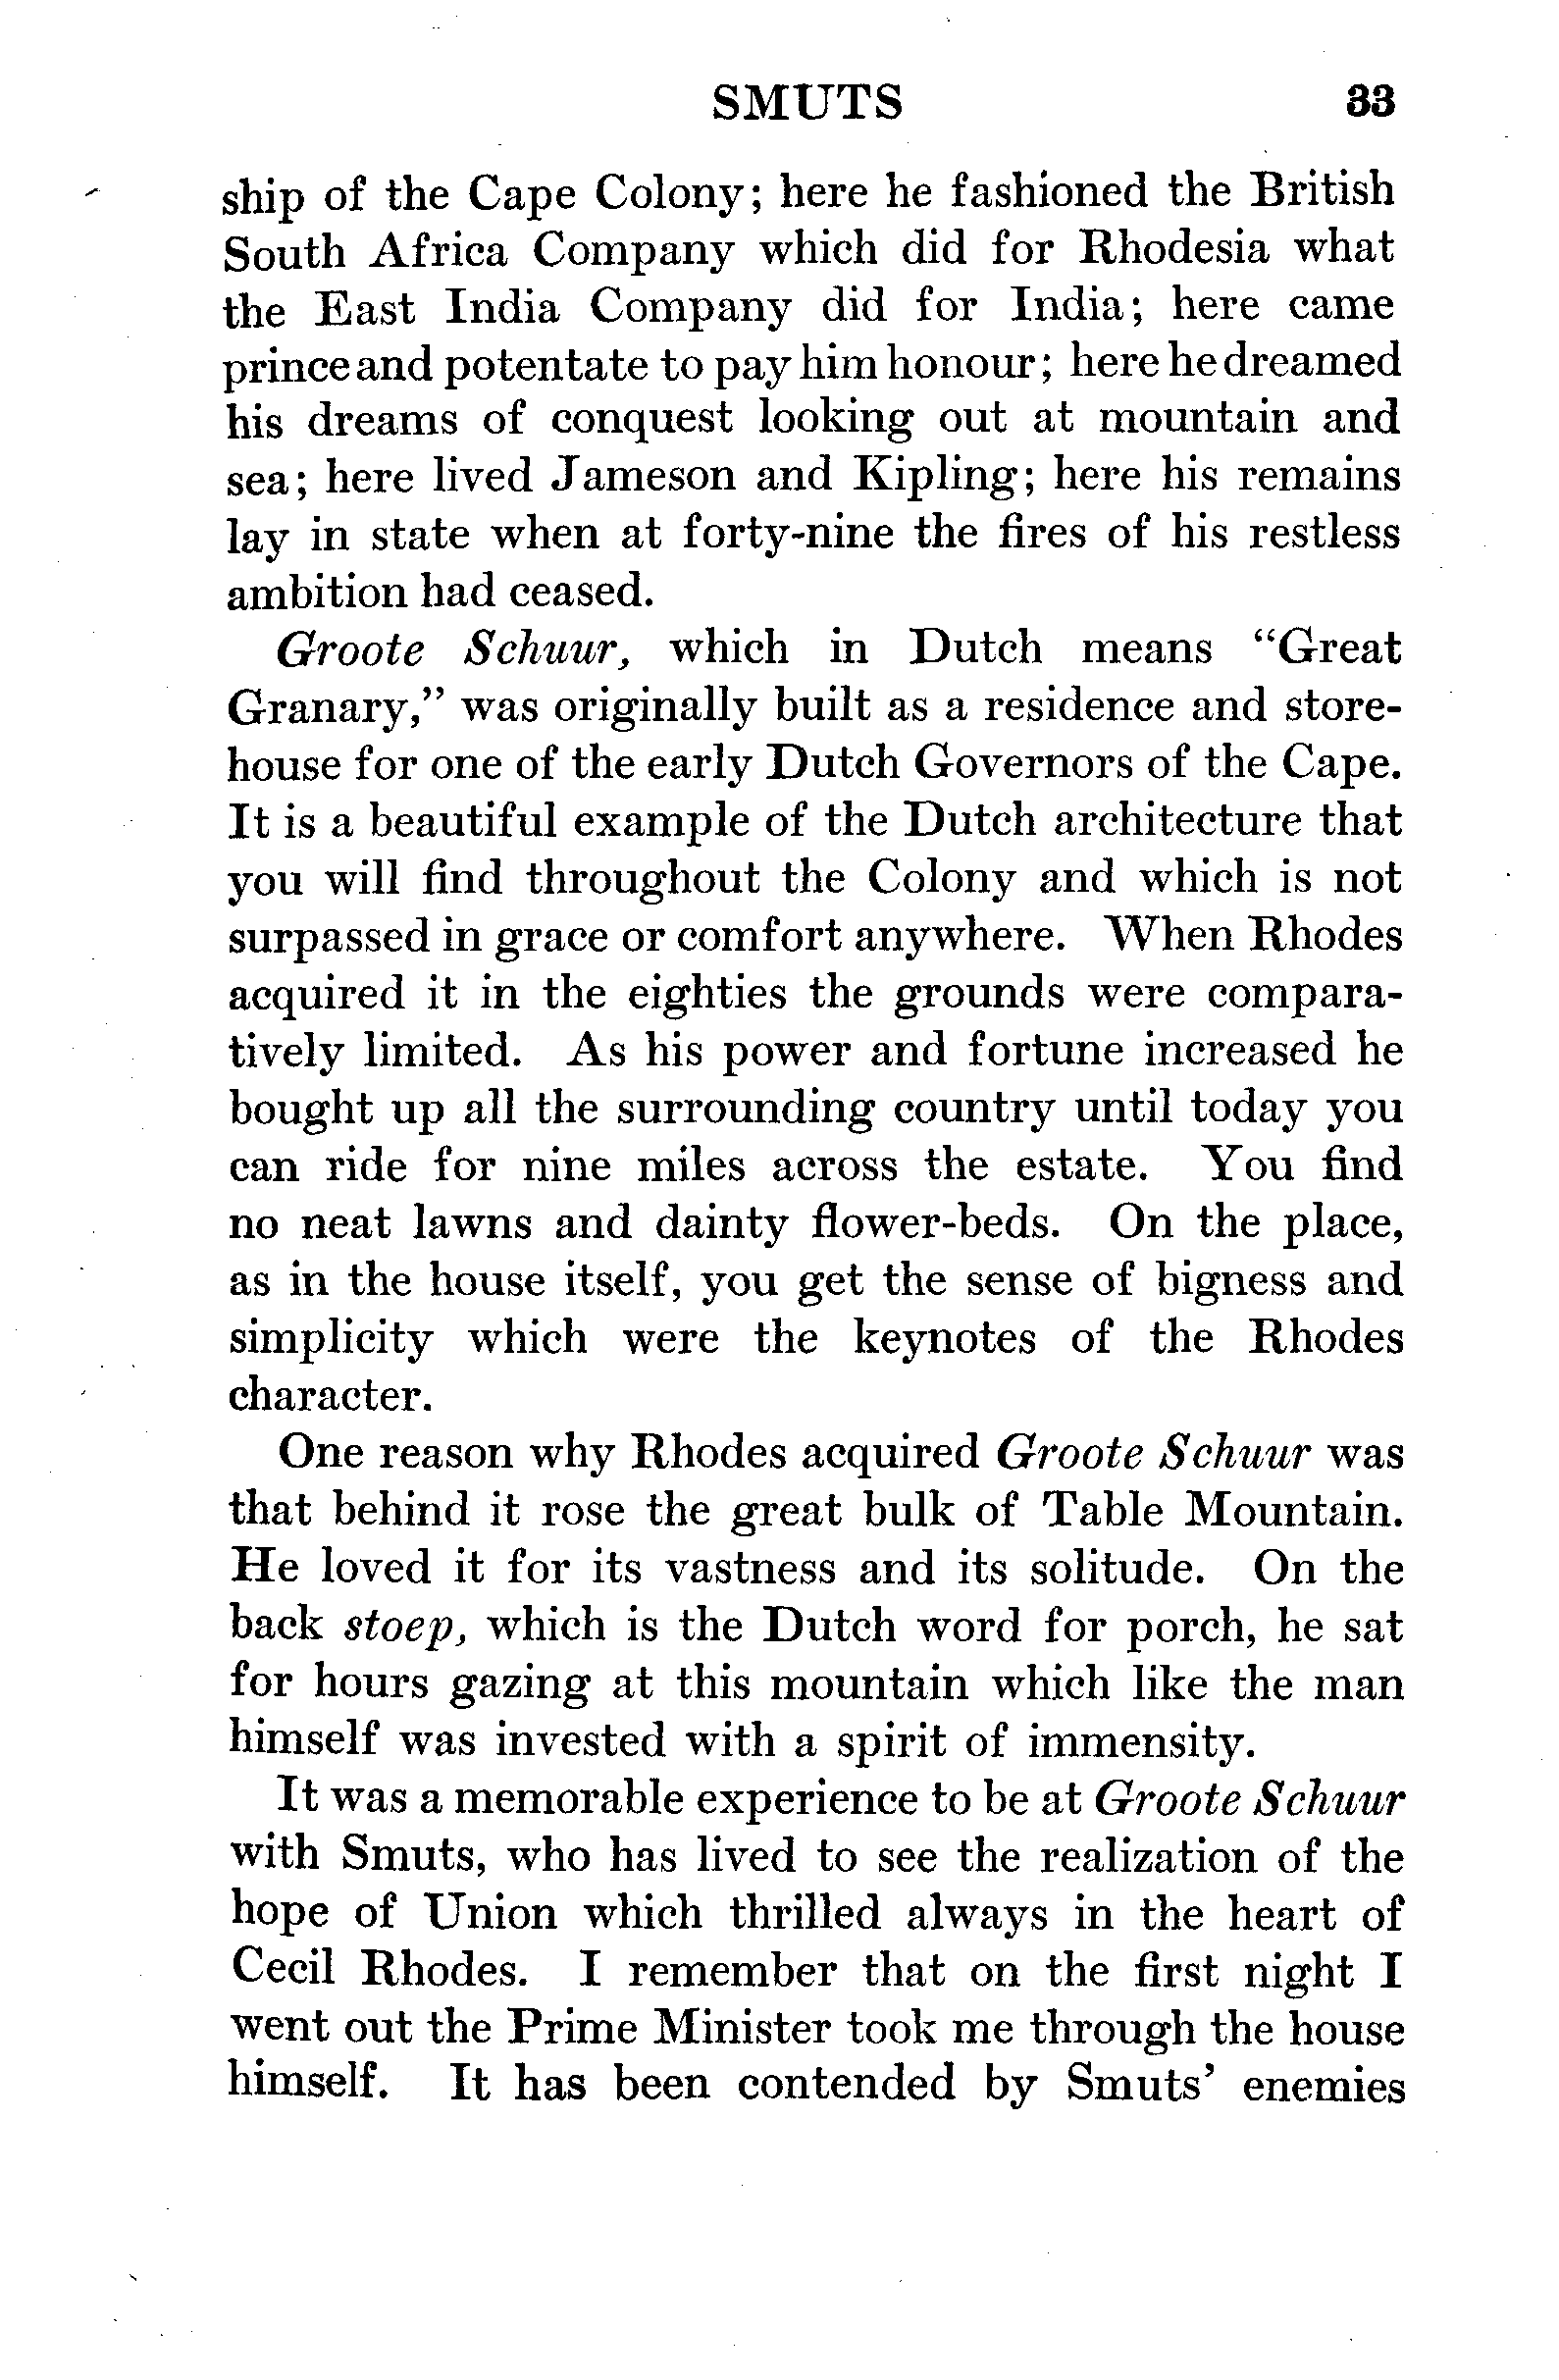 SMUTS 33
ship of the Cape Colony; here he fashioned the British
South Africa Company which did for Rhodesia what
the East India Company did for India; here came
prince and potentate to pay him honour; here he dreamed
his dreams of conquest looking out at mountain and
sea; here lived Jameson and Kipling; here his remains
lay in state when at forty-nine the fires of his restless
ambition had ceased.
Groote Schuur, which in Dutch means “Great
Granary,” was originally built as a residence and store-
house for one of the early Dutch Governors of the Cape.
It is a beautiful example of the Dutch architecture that
you will find throughout the Colony and which is not
surpassed in grace or comfort anywhere. When Rhodes
acquired it in the eighties the grounds were compara-
tively limited. As his power and fortune increased he
bought up all the surrounding country until today you
can ride for nine miles across the estate. You find
no neat lawns and dainty flower-beds. On the place,
as in the house itself, you get the sense of bigness and
simplicity which were the keynotes of the Rhodes
character.
One reason why Rhodes acquired Groote Schuur was
that behind it rose the great bulk of Table Mountain.
He loved it for its vastness and its solitude. On the
back stoep, which is the Dutch word for porch, he sat
for hours gazing at this mountain which like the man
himself was invested with a spirit of immensity.
It was a memorable experience to be at Groote Schuur
with Smuts, who has lived to see the realization of the
hope of Union which thrilled always in the heart of
Cecil Rhodes. I remember that on the first night I
went out the Prime Minister took me through the house
himself. It has been contended by Smuts’ enemies